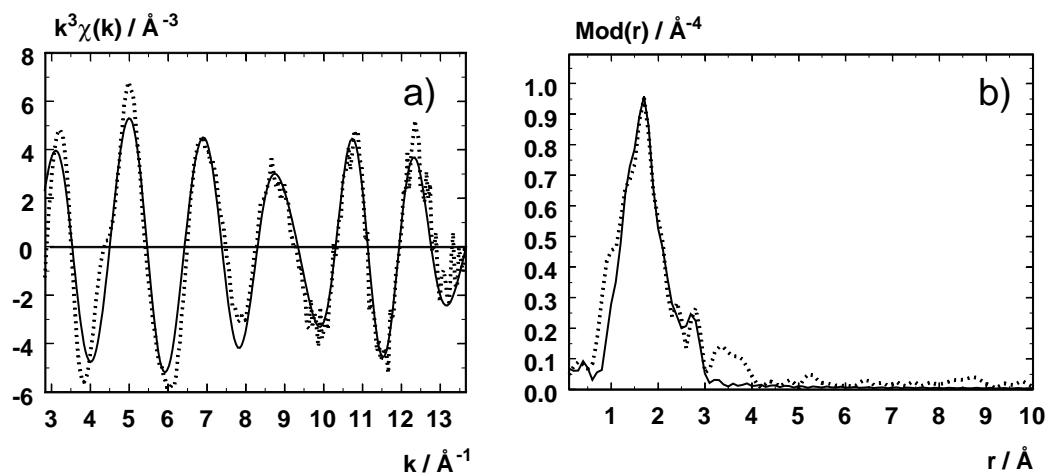 k³χ(k) / Å⁻³
a)
8
6
4
2
0
-2
-4
-6
3 4 5 6 7 8 9 10 11 12 13
k / Å⁻¹
Mod(r) / Å⁻⁴
b)
1.0
0.9
0.8
0.7
0.6
0.5
0.4
0.3
0.2
0.1
0.0
1 2 3 4 5 6 7 8 9 10
r / Å